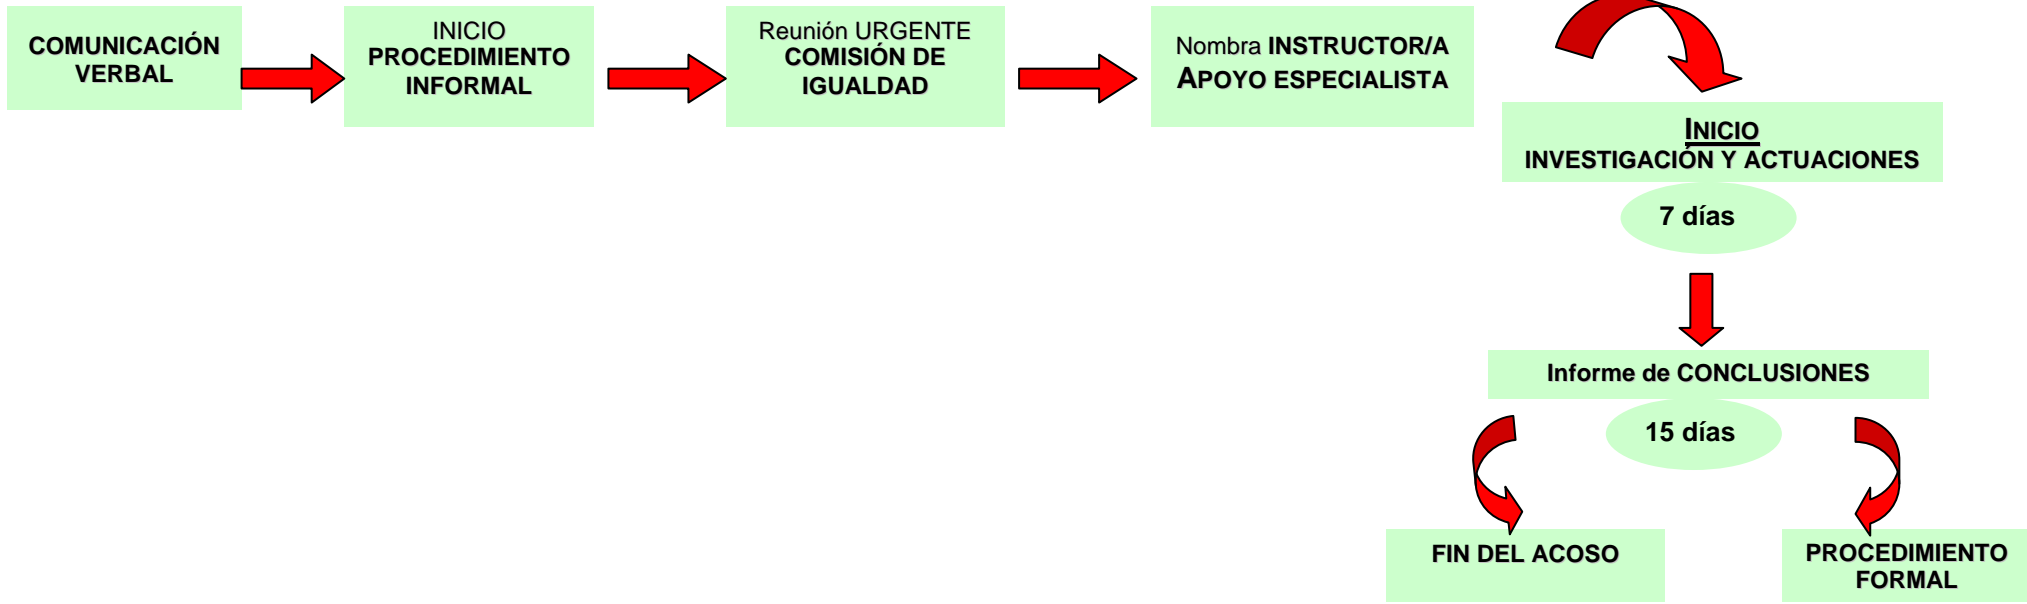 COMUNICACIÓN
VERBAL
INICIO
PROCEDIMIENTO
INFORMAL
Reunión URGENTE
COMISIÓN DE
IGUALDAD
Nombra INSTRUCTOR/A
APOYO ESPECIALISTA
INICIO
INVESTIGACIÓN Y ACTUACIONES
7 días
Informe de CONCLUSIONES
15 días
FIN DEL ACOSO
PROCEDIMIENTO
FORMAL